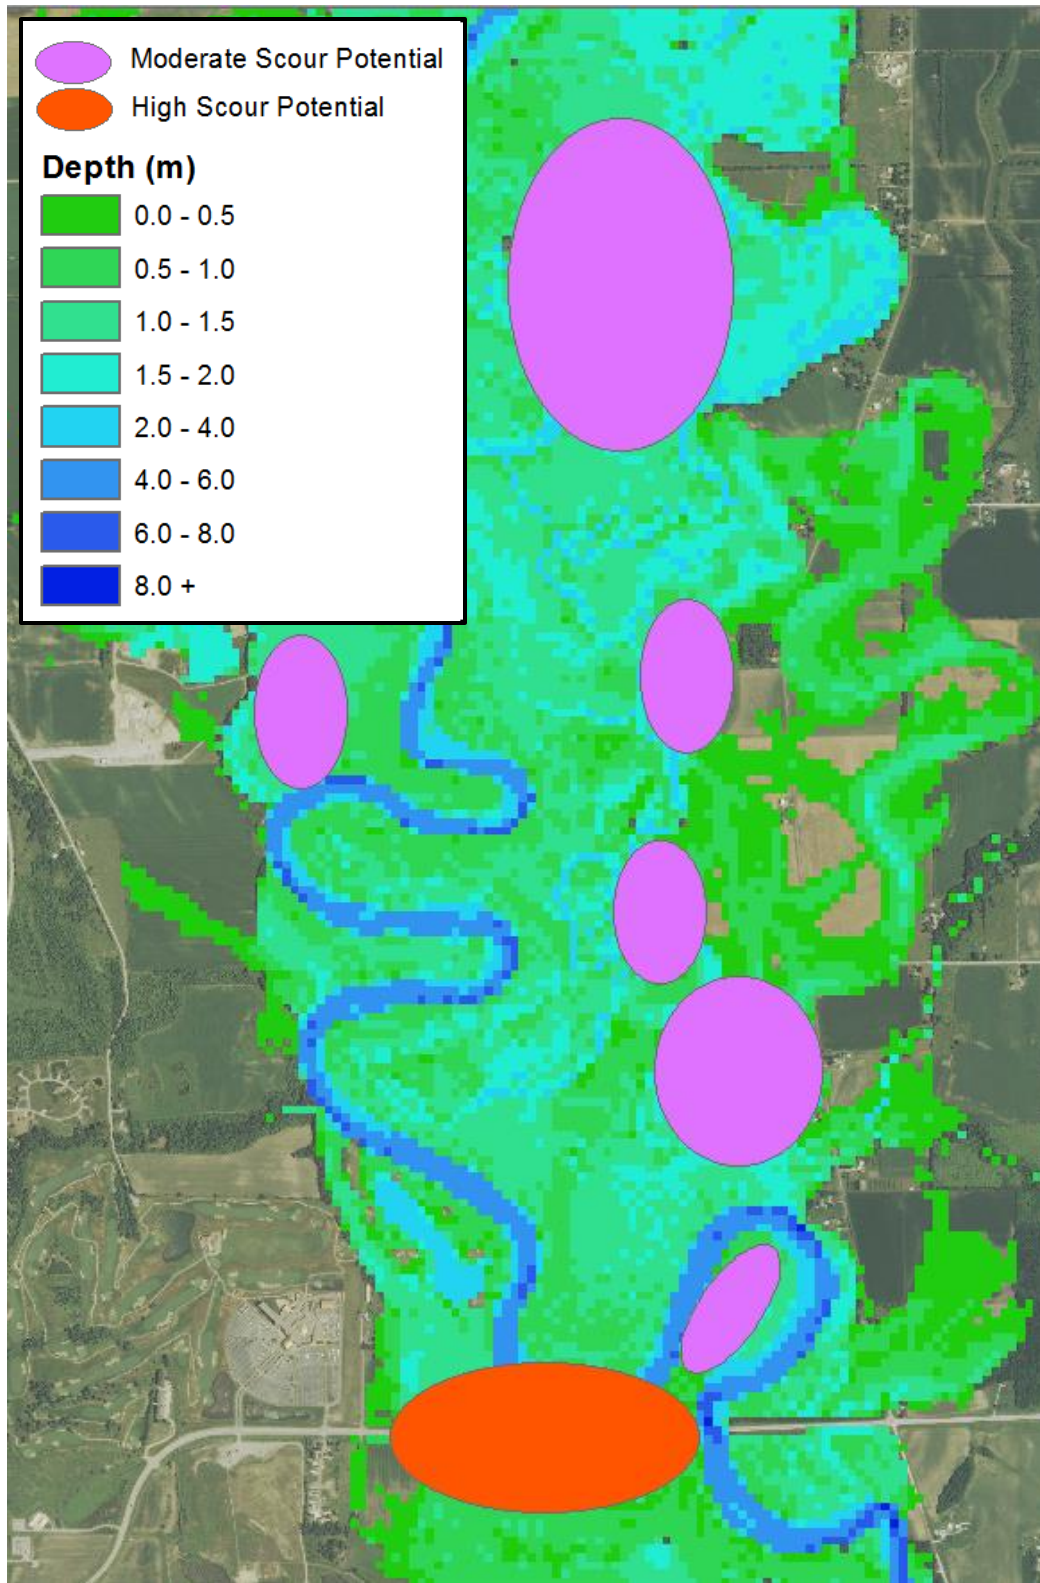 Moderate Scour Potential
High Scour Potential
Depth (m)
0.0 - 0.5
0.5 - 1.0
1.0 - 1.5
1.5 - 2.0
2.0 - 4.0
4.0 - 6.0
6.0 - 8.0
8.0 +